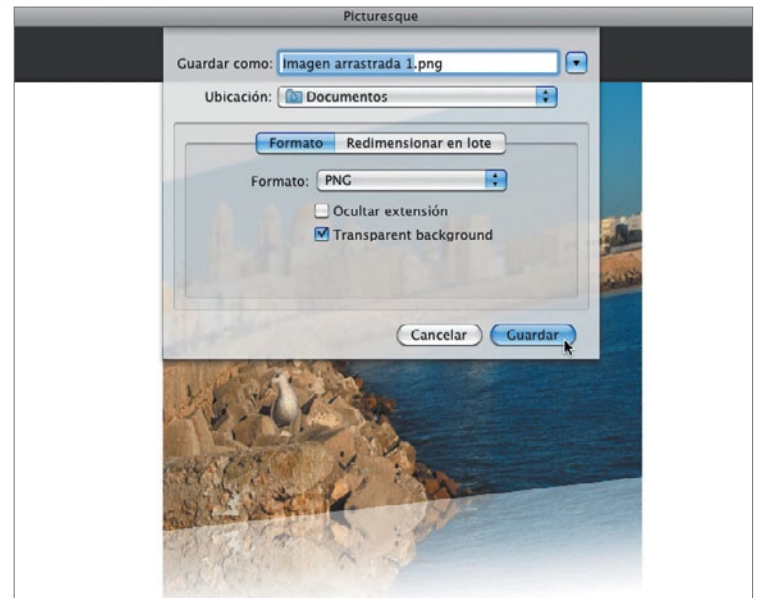 Picturesque
Guardar como: Imagen arrastrada 1.png
Ubicación: Documentos
Formato Redimensionar en lote
Formato: PNG
Ocultar extensión
Transparent background
Cancelar Guardar